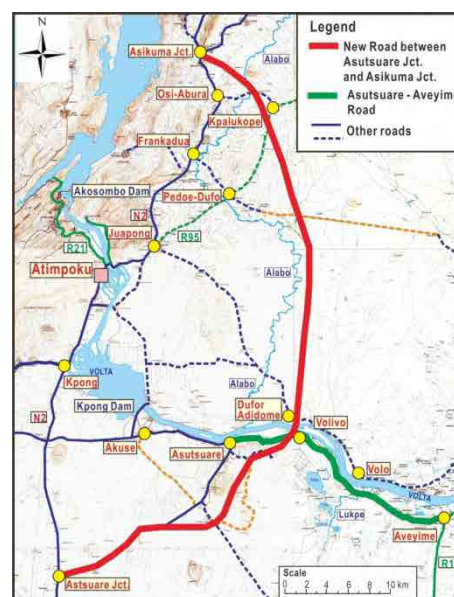 N
Asikuma Jct.
Alabo
Osi-Abura
Kpalukope
Frankadua
Akosombo Dam
Pedoe-Dufo
N2
Juapong
R95
R21
Atimpoku
Alabo
VOLTA
Kpong
Kpong Dam
Alabo
Dufor
Adidome
Volivo
N2
Akuse
Asutsuare
Volo
VOLTA
Lukpe
Aveyime
R1
Astsuare Jct.
Legend
New Road between
Asutsuare Jct.
and Asikuma Jct.
Asutsuare - Aveyime
Road
Other roads
Scale
0 2 4 6 8 10 km